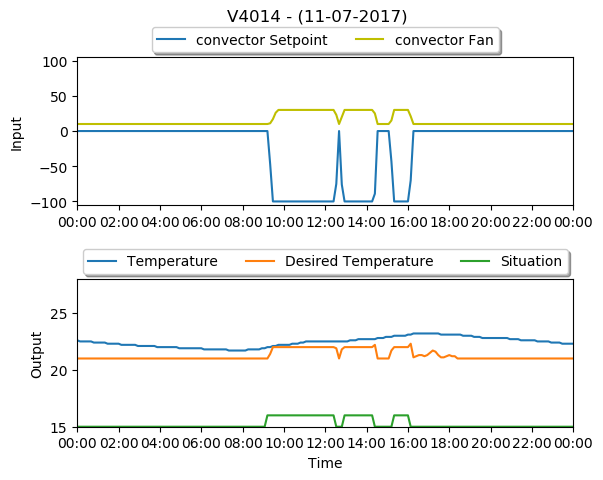 V4014 - (11-07-2017)
convector Setpoint convector Fan
100
50
0
−50
−100
Input
00:00 02:00 04:00 06:00 08:00 10:00 12:00 14:00 16:00 18:00 20:00 22:00 00:00
Temperature Desired Temperature Situation
25
20
15
Output
00:00 02:00 04:00 06:00 08:00 10:00 12:00 14:00 16:00 18:00 20:00 22:00 00:00
Time